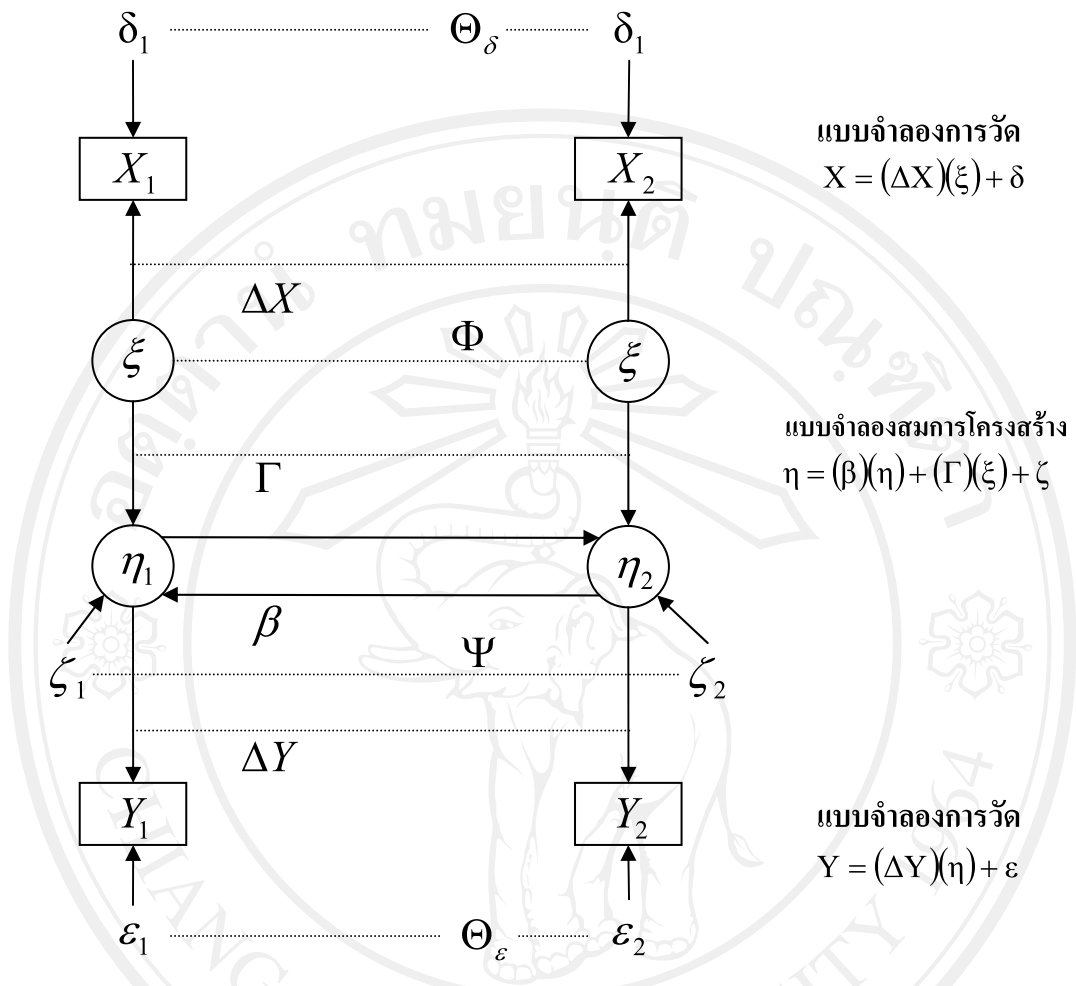 δ₁ Θ_δ δ₁
X₁ X₂
แบบจำลองการวัด
X = (ΔX)(ξ) + δ
ΔX
ξ Φ ξ
Γ
แบบจำลองสมการโครงสร้าง
η = (β)(η) + (Γ)(ξ) + ζ
η₁ η₂
β
ζ₁ Ψ ζ₂
ΔY
Y₁ Y₂
แบบจำลองการวัด
Y = (ΔY)(η) + ε
ε₁ Θ_ε ε₂